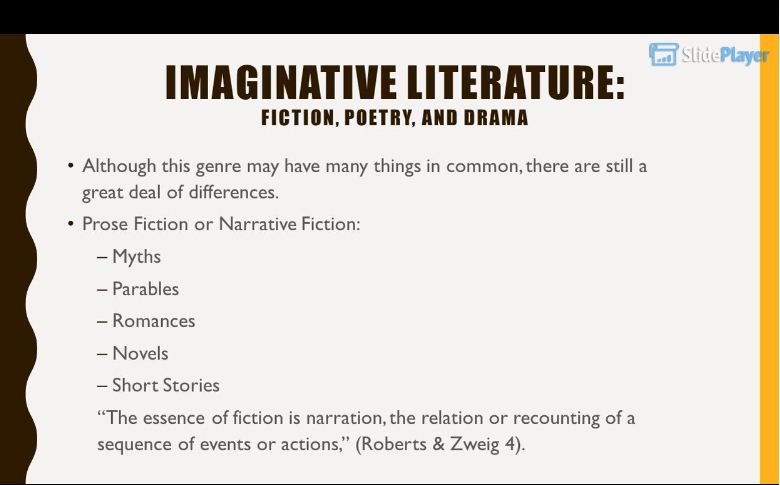 SlidePlayer
IMAGINATIVE LITERATURE:
FICTION, POETRY, AND DRAMA
• Although this genre may have many things in common, there are still a
great deal of differences.
• Prose Fiction or Narrative Fiction:
– Myths
– Parables
– Romances
– Novels
– Short Stories
“The essence of fiction is narration, the relation or recounting of a
sequence of events or actions,” (Roberts & Zweig 4).